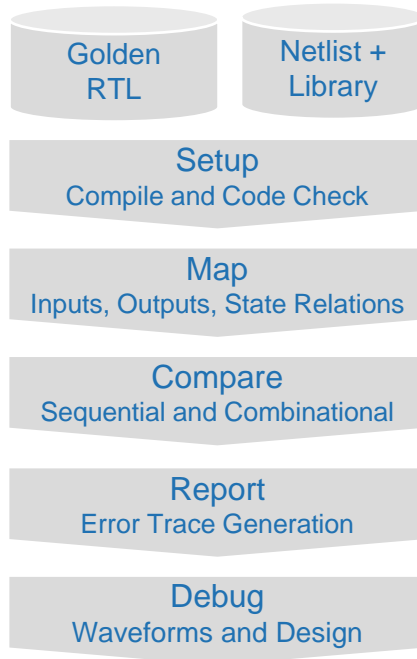 Golden
RTL
Netlist +
Library
Setup
Compile and Code Check
Map
Inputs, Outputs, State Relations
Compare
Sequential and Combinational
Report
Error Trace Generation
Debug
Waveforms and Design